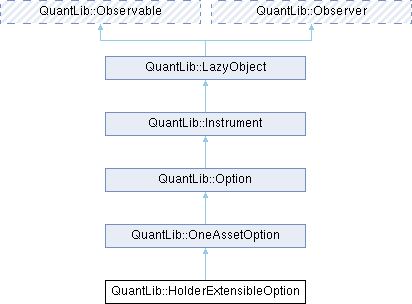 QuantLib::Observable
QuantLib::Observer
QuantLib::LazyObject
QuantLib::Instrument
QuantLib::Option
QuantLib::OneAssetOption
QuantLib::HolderExtensibleOption